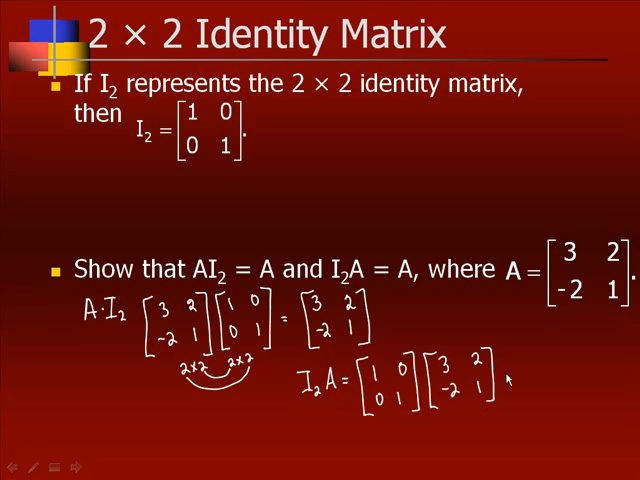 2 × 2 Identity Matrix
If I₂ represents the 2 × 2 identity matrix,
then I₂ = [1 0
0 1].
Show that AI₂ = A and I₂A = A, where A = [3 2
-2 1].
A·I₂ [3 2 [1 0 = [3 2
-2 1] 0 1] -2 1]
2×2 2×2
I₂A = [1 0 [3 2
0 1] -2 1]